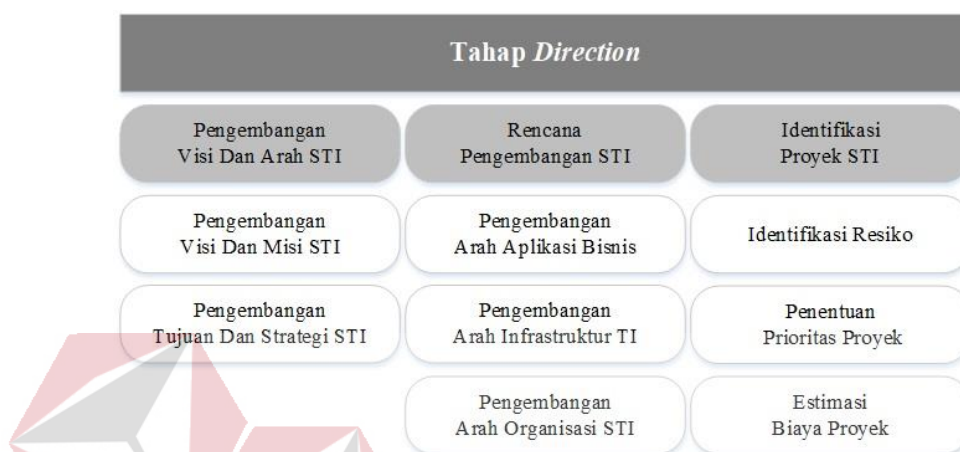 Tahap Direction
Pengembangan
Visi Dan Arah STI
Rencana
Pengembangan STI
Identifikasi
Proyek STI
Pengembangan
Visi Dan Misi STI
Pengembangan
Arah Aplikasi Bisnis
Identifikasi Resiko
Pengembangan
Tujuan Dan Strategi STI
Pengembangan
Arah Infrastruktur TI
Penentuan
Prioritas Proyek
Pengembangan
Arah Organisasi STI
Estimasi
Biaya Proyek